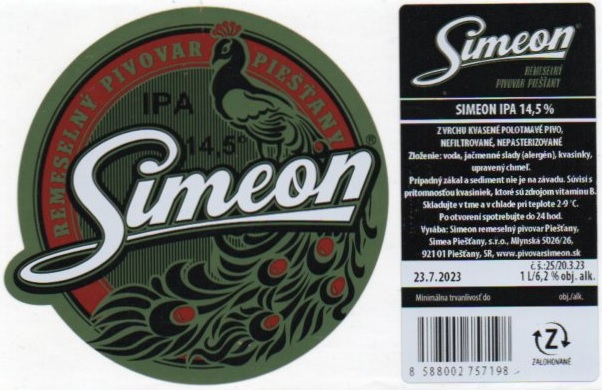 REMESELNÝ PIVOVAR PIEŠŤANY
IPA
14,5°
Simeon®
Simeon®
REMESELNÝ
PIVOVAR PIEŠŤANY
SIMEON IPA 14,5 %
Z VRCHU KVASENÉ POLOTMAVÉ PIVO,
NEFILTROVANÉ, NEPASTERIZOVANÉ
Zloženie: voda, jačmenné slady (alergén), kvasinky,
upravený chmeľ.
Prípadný zákal a sediment nie je na závadu. Súvisí s
prítomnosťou kvasiniek, ktoré sú zdrojom vitamínu B.
Skladujte v tme a v chlade pri teplote 2-9 °C.
Po otvorení spotrebujte do 24 hod.
Vyrába: Simeon remeselný pivovar Piešťany,
Simea Piešťany, s.r.o., Mlynská 5026/26,
921 01 Piešťany, SR, www.pivovarsimeon.sk
č.š.:25/20.3.23
23.7.2023 1 L/6,2 % obj. alk.
Minimálna trvanlivosť do obj./alk.
8 588002 757198
Z
ZÁLOHOVANÉ